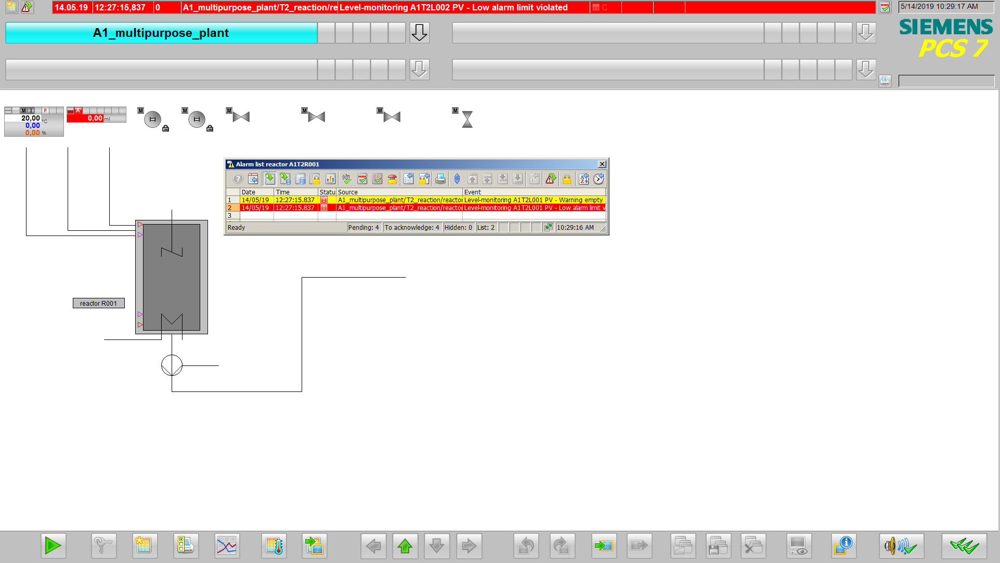 14.05.19 12:27:15,837 0 A1_multipurpose_plant/T2_reaction/re Level-monitoring A1T2L002 PV - Low alarm limit violated C
5/14/2019 10:29:17 AM
SIEMENS
PCS 7
A1_multipurpose_plant
M I F
20,00 °C
0,00
0,00 %
A
0,00 ml
M M M M M M
Alarm list reactor A1T2R001
Date Time Statu Source Event
1 14/05/19 12:27:15.837 A1_multipurpose_plant/T2_reaction/reactor Level-monitoring A1T2L001 PV - Warning empty
2 14/05/19 12:27:15.837 A1_multipurpose_plant/T2_reaction/reactor Level-monitoring A1T2L001 PV - Low alarm limit v
3
Ready Pending: 4 To acknowledge: 4 Hidden: 0 List: 2 10:29:16 AM
reactor R001